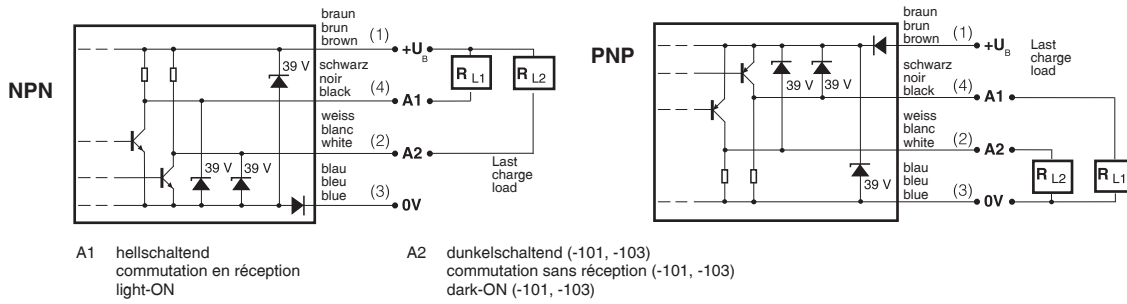 NPN
39 V
39 V
39 V
braun
brun
brown
(1)
+U B
schwarz
noir
black
(4)
A1
weiss
blanc
white
(2)
A2
blau
bleu
blue
(3)
0V
R L1
R L2
Last
charge
load
PNP
39 V
39 V
39 V
braun
brun
brown
(1)
+U B
schwarz
noir
black
(4)
A1
weiss
blanc
white
(2)
A2
blau
bleu
blue
(3)
0V
Last
charge
load
R L2
R L1
A1 hellschaltend
commutation en réception
light-ON
A2 dunkelschaltend (-101, -103)
commutation sans réception (-101, -103)
dark-ON (-101, -103)